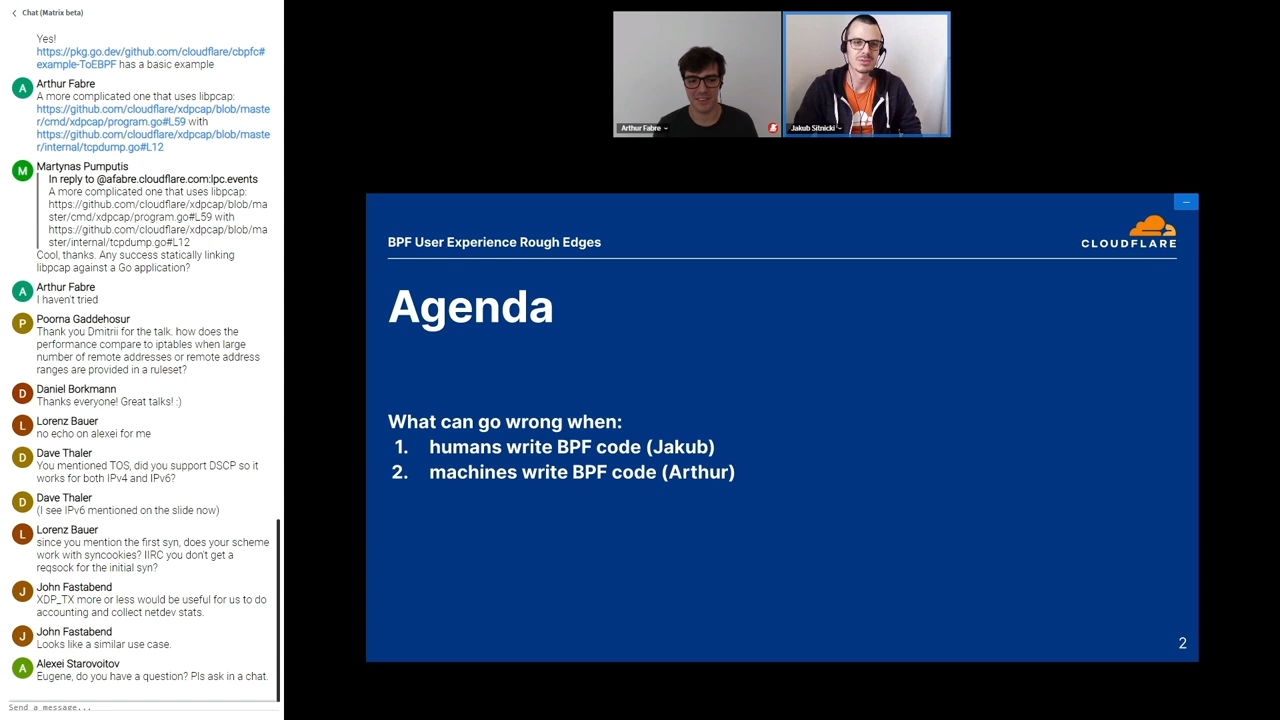 Chat (Matrix beta)
Yes!
https://pkg.go.dev/github.com/cloudflare/cbpfc#
example-ToEBPF has a basic example
A
Arthur Fabre
A more complicated one that uses libpcap:
https://github.com/cloudflare/xdpcap/blob/maste
r/cmd/xdpcap/program.go#L59 with
https://github.com/cloudflare/xdpcap/blob/maste
r/internal/tcpdump.go#L12
M
Martynas Pumputis
In reply to @afabre.cloudflare.com:lpc.events
A more complicated one that uses libpcap:
https://github.com/cloudflare/xdpcap/blob/ma
ster/cmd/xdpcap/program.go#L59 with
https://github.com/cloudflare/xdpcap/blob/ma
ster/internal/tcpdump.go#L12
Cool, thanks. Any success statically linking
libpcap against a Go application?
A
Arthur Fabre
I haven't tried
P
Poorna Gaddehosur
Thank you Dmitrii for the talk. how does the
performance compare to iptables when large
number of remote addresses or remote address
ranges are provided in a ruleset?
D
Daniel Borkmann
Thanks everyone! Great talks! :)
L
Lorenz Bauer
no echo on alexei for me
D
Dave Thaler
You mentioned TOS, did you support DSCP so it
works for both IPv4 and IPv6?
D
Dave Thaler
(I see IPv6 mentioned on the slide now)
L
Lorenz Bauer
since you mention the first syn, does your scheme
work with syncookies? IIRC you don't get a
reqsock for the initial syn?
J
John Fastabend
XDP_TX more or less would be useful for us to do
accounting and collect netdev stats.
J
John Fastabend
Looks like a similar use case.
A
Alexei Starovoitov
Eugene, do you have a question? Pls ask in a chat.
Send a message...
Arthur Fabre
Jakub Sitnicki
BPF User Experience Rough Edges
CLOUDFLARE
Agenda
What can go wrong when:
1. humans write BPF code (Jakub)
2. machines write BPF code (Arthur)
2